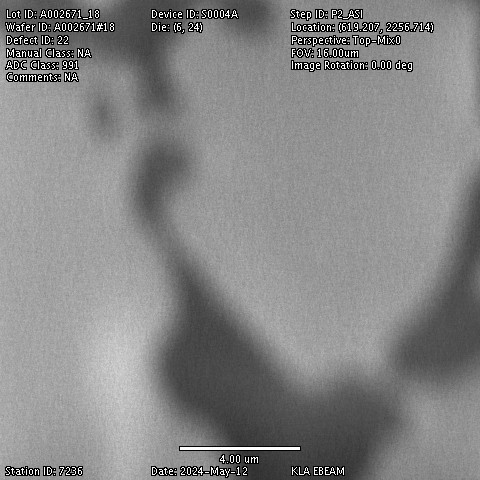 Lot ID: A002671_18 Device ID: S0004A Step ID: P2_ASI
Wafer ID: A002671#18 Die: (6, 24) Location: (619.207, 2256.714)
Defect ID: 22 Perspective: Top-Mix0
Manual Class: NA FOV: 16.00um
ADC Class: 991 Image Rotation: 0.00 deg
Comments: NA
4.00 um
Station ID: 7236 Date: 2024-May-12 KLA EBEAM